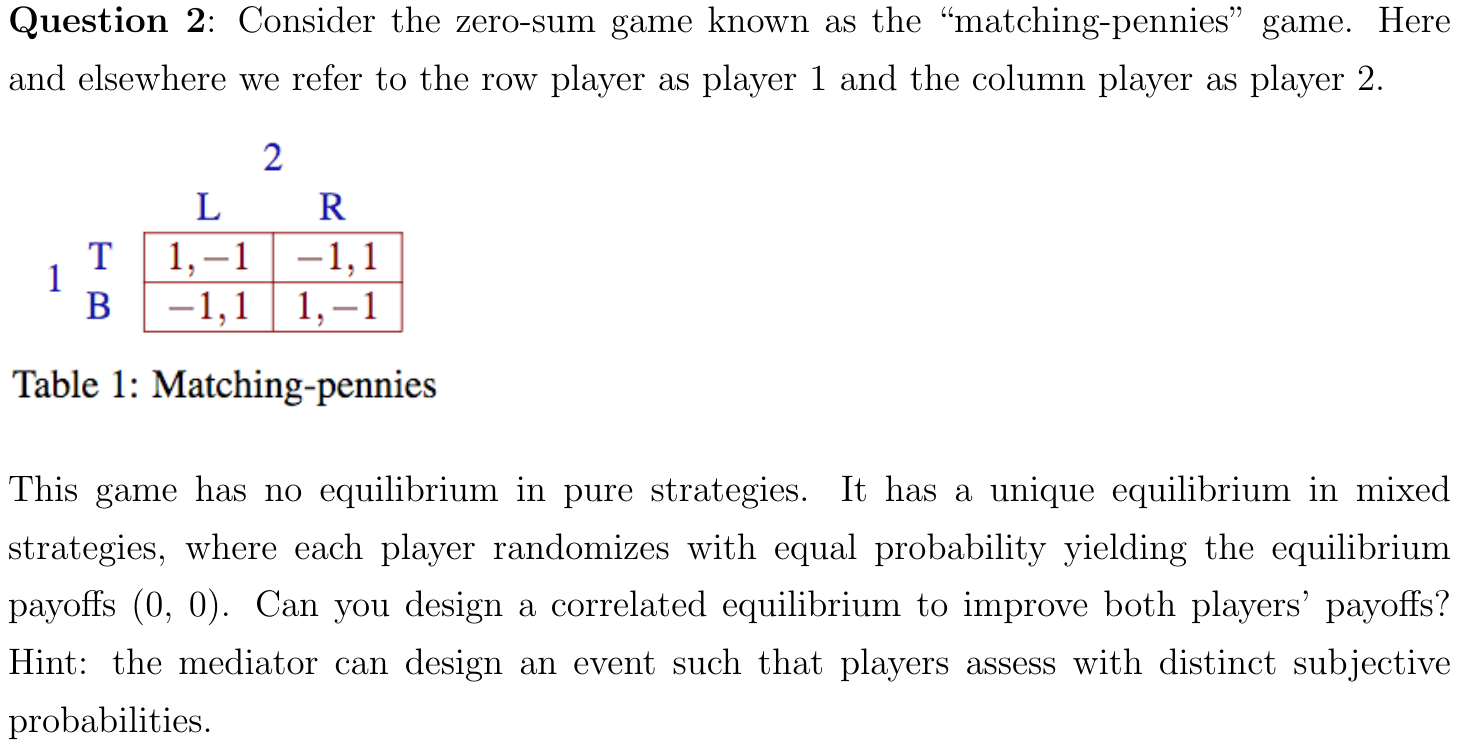 Question 2: Consider the zero-sum game known as the “matching-pennies” game. Here
and elsewhere we refer to the row player as player 1 and the column player as player 2.
2
L R
T 1, −1 −1, 1
1
B −1, 1 1, −1
Table 1: Matching-pennies
This game has no equilibrium in pure strategies. It has a unique equilibrium in mixed
strategies, where each player randomizes with equal probability yielding the equilibrium
payoffs (0, 0). Can you design a correlated equilibrium to improve both players’ payoffs?
Hint: the mediator can design an event such that players assess with distinct subjective
probabilities.